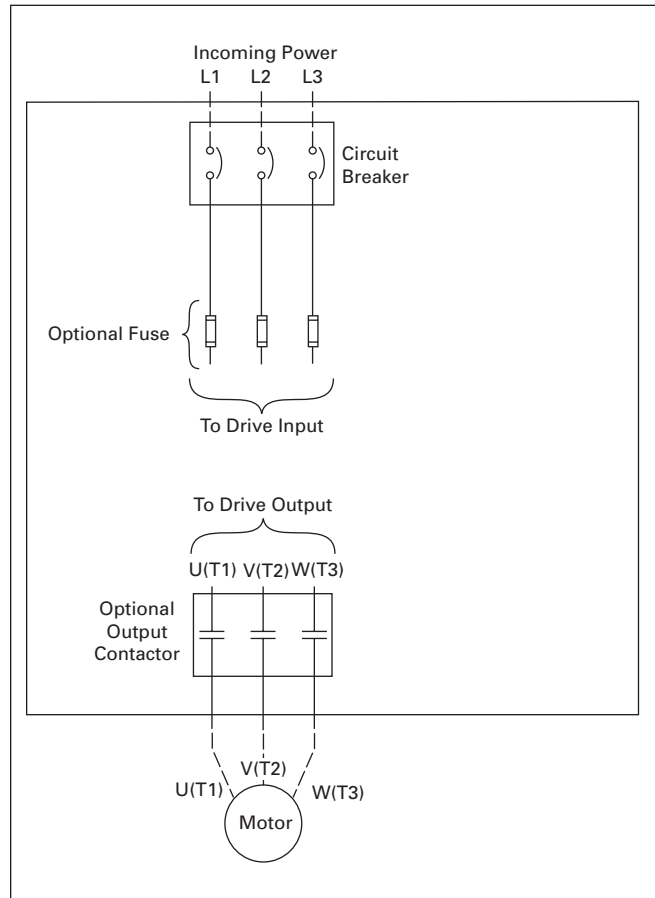 Incoming Power
L1 L2 L3
Circuit
Breaker
Optional Fuse
To Drive Input
To Drive Output
U(T1) V(T2) W(T3)
Optional
Output
Contactor
V(T2)
U(T1) W(T3)
Motor